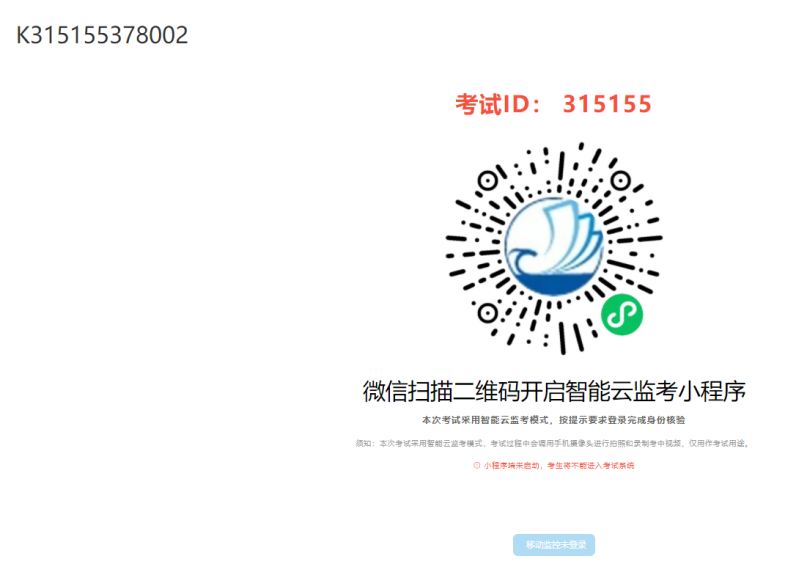 K315155378002
考试ID： 315155
微信扫描二维码开启智能云监考小程序
本次考试采用智能云监考模式，按提示要求登录完成身份核验
须知：本次考试采用智能云监考模式，考试过程中会调用手机摄像头进行拍照和录制考中视频，仅用作考试用途。
小程序端未启动，考生将不能进入考试系统
移动监控未登录